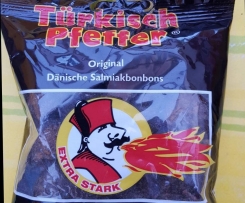 Türkisch
Pfeffer®
Original
Dänische Salmiakbonbons
EXTRA STARK